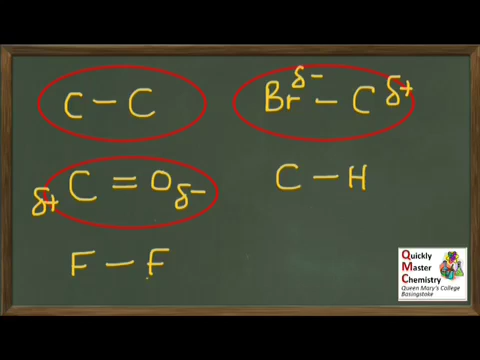 C – C
Brδ- – Cδ+
δ+C = Oδ-
C – H
F – F
Quickly
Master
Chemistry
Queen Mary's College
Basingstoke